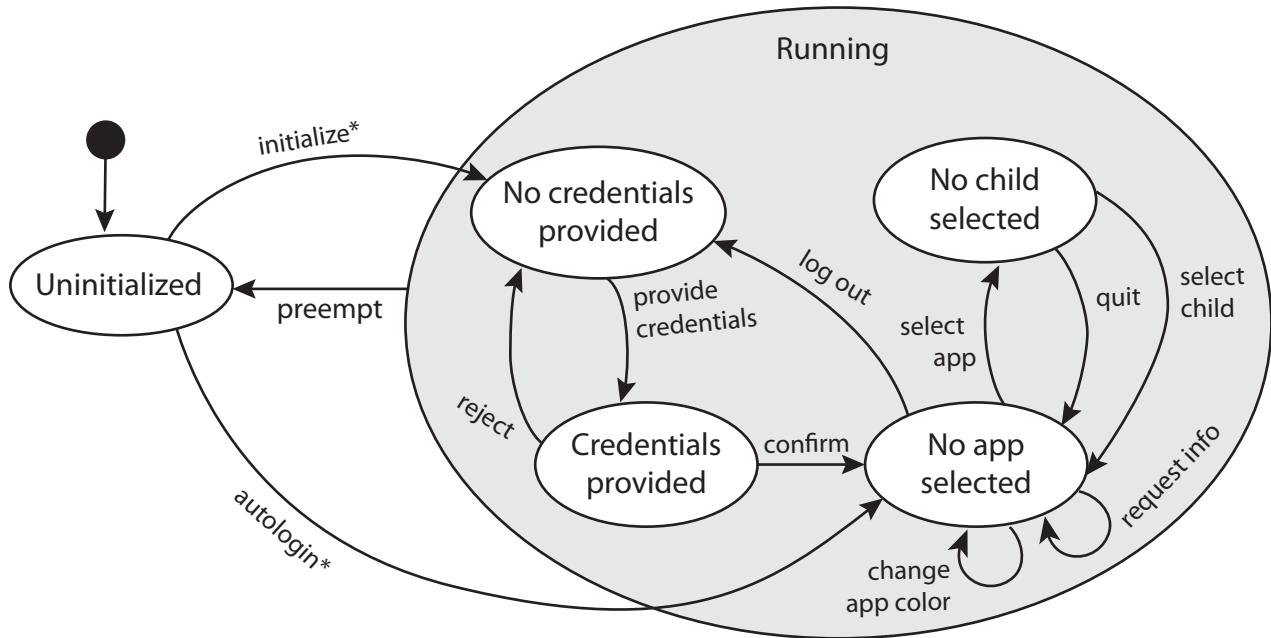 Running
initialize*
No credentials
provided
No child
selected
Uninitialized
preempt
provide
credentials
log out
select
app
quit
select
child
reject
Credentials
provided
confirm
No app
selected
request info
autologin*
change
app color